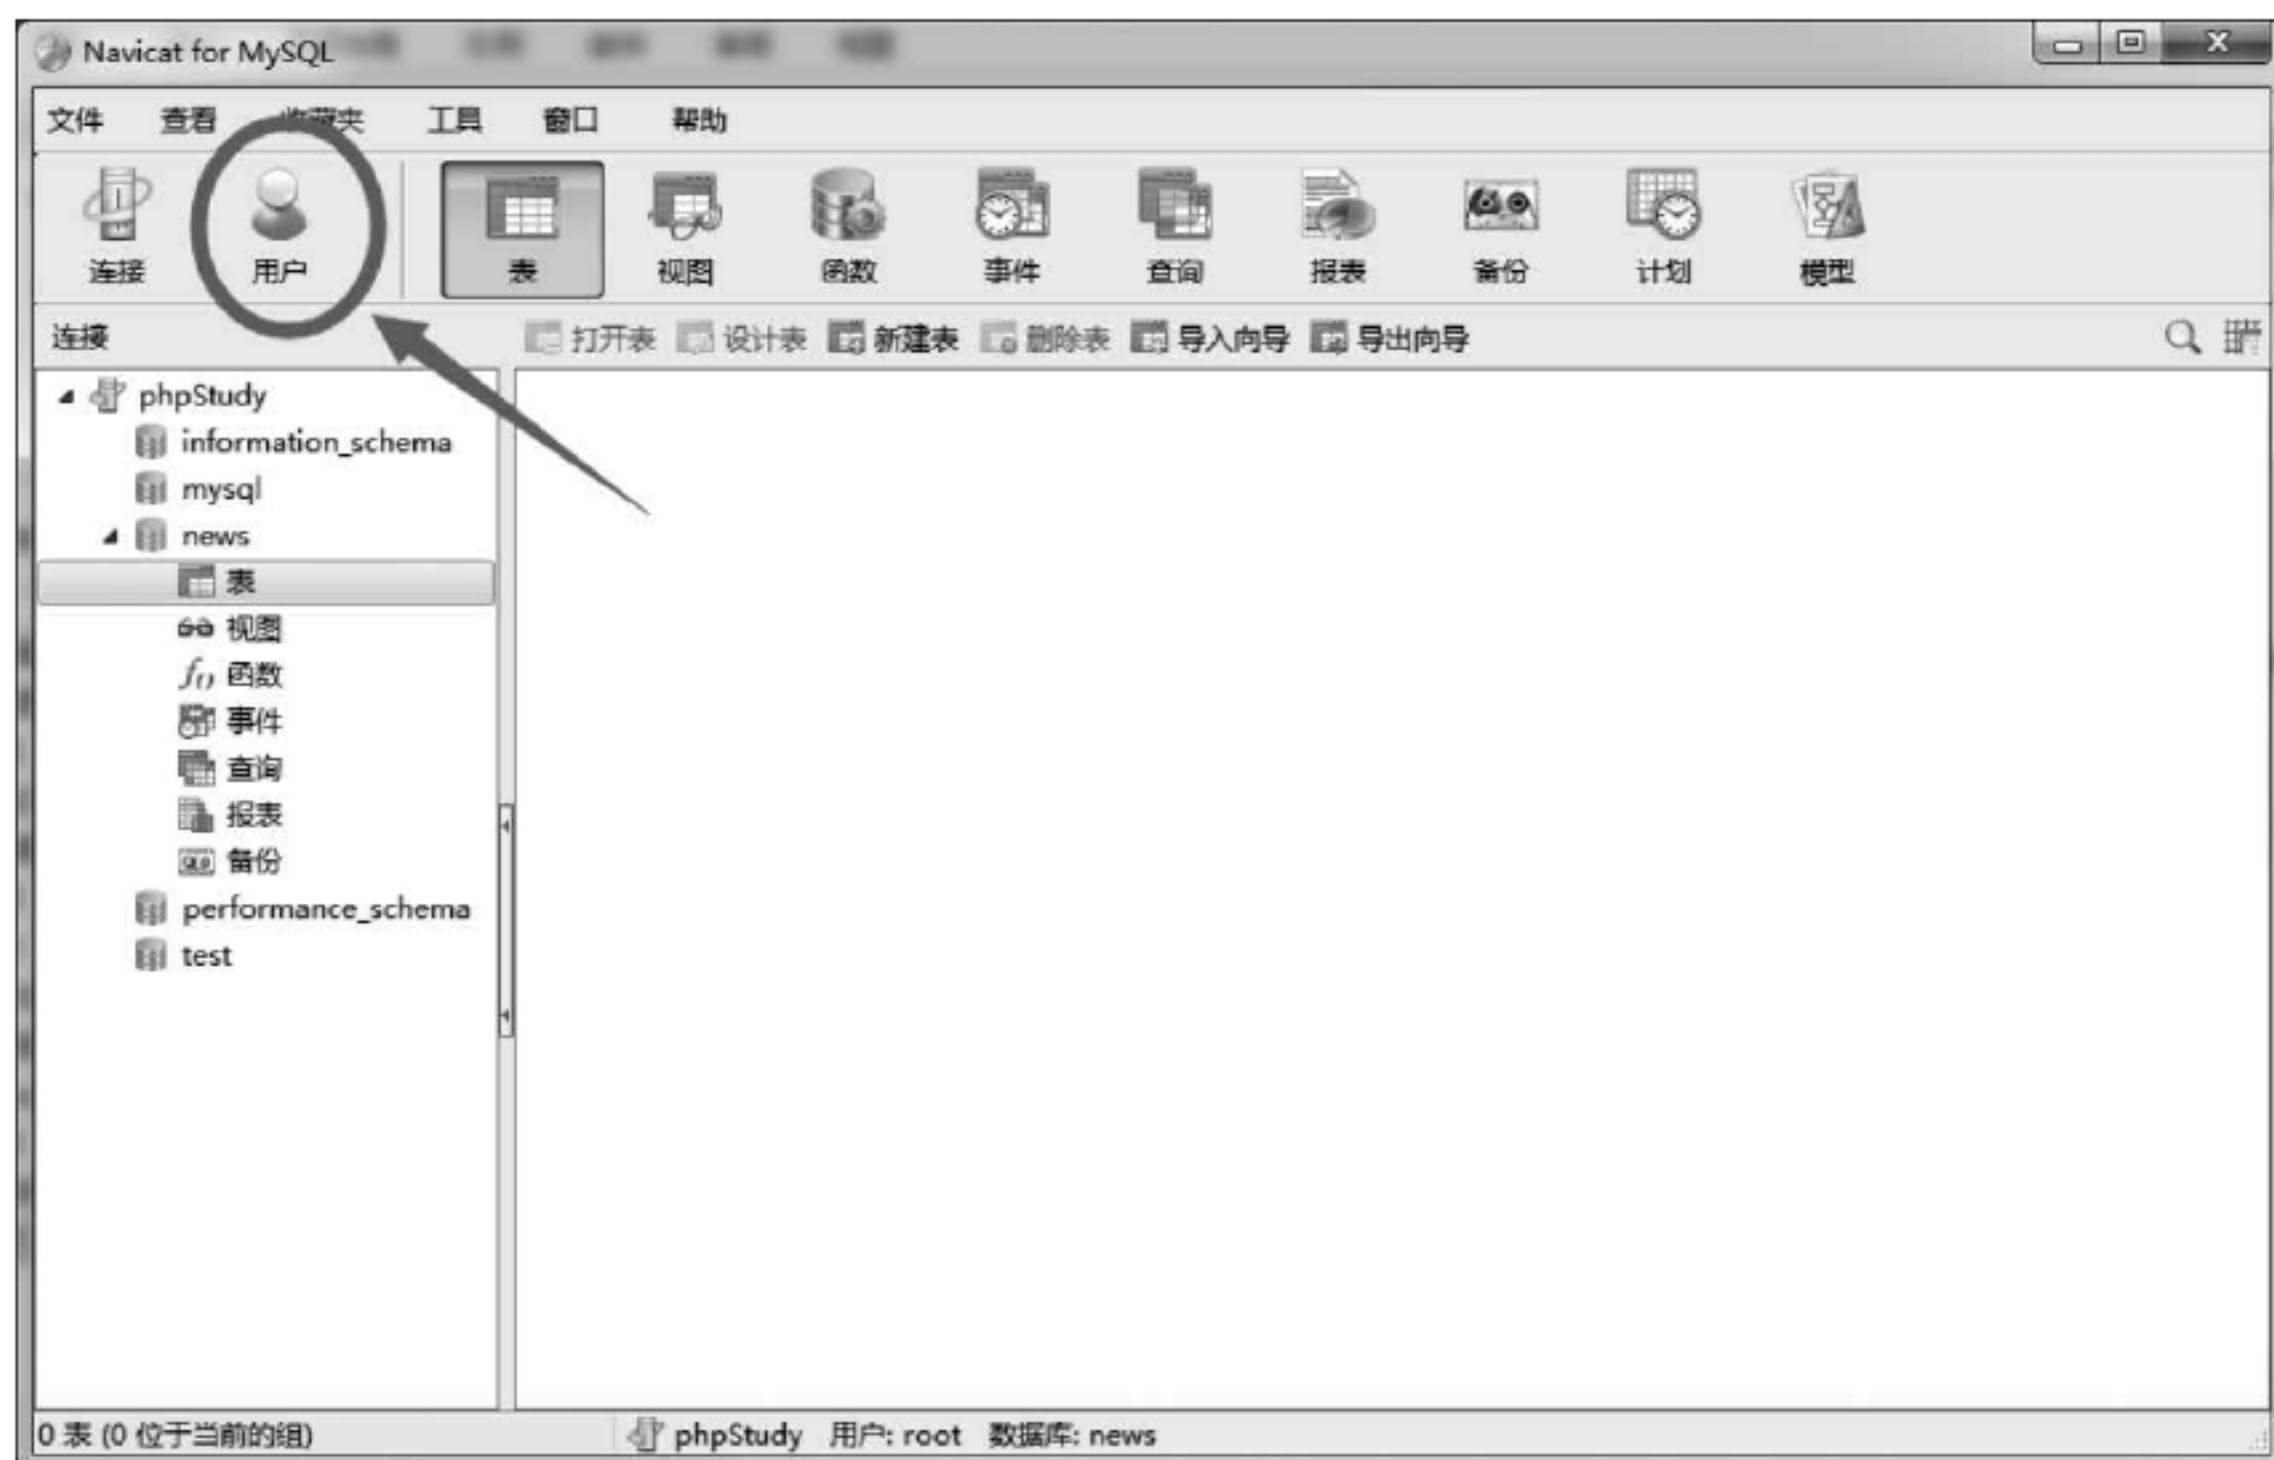 Navicat for MySQL
文件 查看 收藏夹 工具 窗口 帮助
连接 用户 表 视图 函数 事件 查询 报表 备份 计划 模型
连接 打开表 设计表 新建表 删除表 导入向导 导出向导
phpStudy
information_schema
mysql
news
表
视图
函数
事件
查询
报表
备份
performance_schema
test
0 表 (0 位于当前的组) phpStudy 用户: root 数据库: news